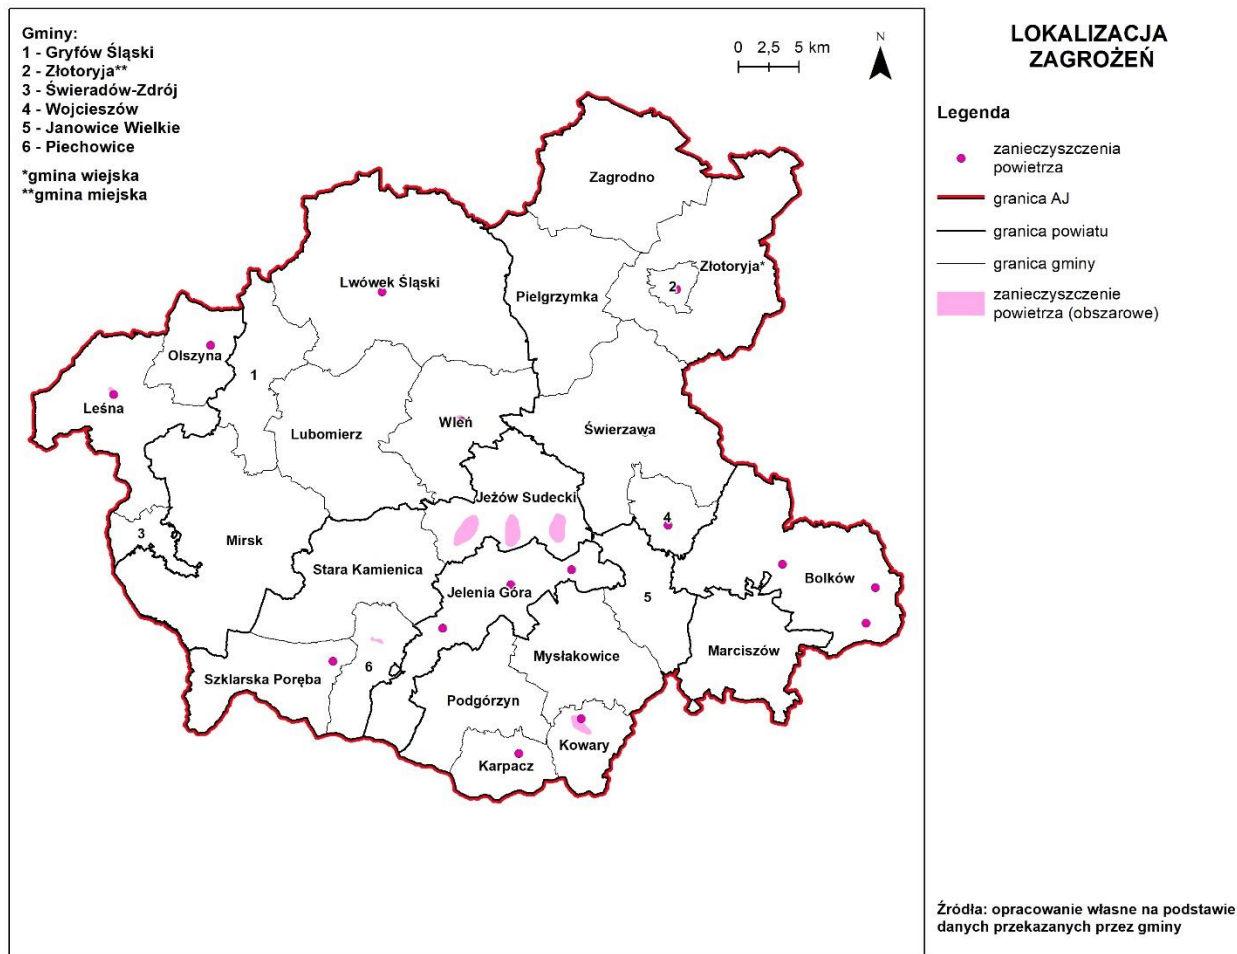 Gminy:
1 - Gryfów Śląski
2 - Złotoryja**
3 - Świeradów-Zdrój
4 - Wojcieszów
5 - Janowice Wielkie
6 - Piechowice
*gmina wiejska
**gmina miejska
0 2,5 5 km
N
LOKALIZACJA
ZAGROŻEŃ
Legenda
zanieczyszczenia
powietrza
granica AJ
granica powiatu
granica gminy
zanieczyszczenie
powietrza (obszarowe)
Zagrodno
Złotoryja*
Lwówek Śląski
2
Pielgrzymka
Olszyna
1
Leśna
Wleń
Świerzawa
Lubomierz
Jeżów Sudecki
4
3
Mirsk
Stara Kamienica
Bolków
Jelenia Góra
5
Marciszów
Mysłakowice
6
Szklarska Poręba
Podgórzyn
Kowary
Karpacz
Źródła: opracowanie własne na podstawie
danych przekazanych przez gminy